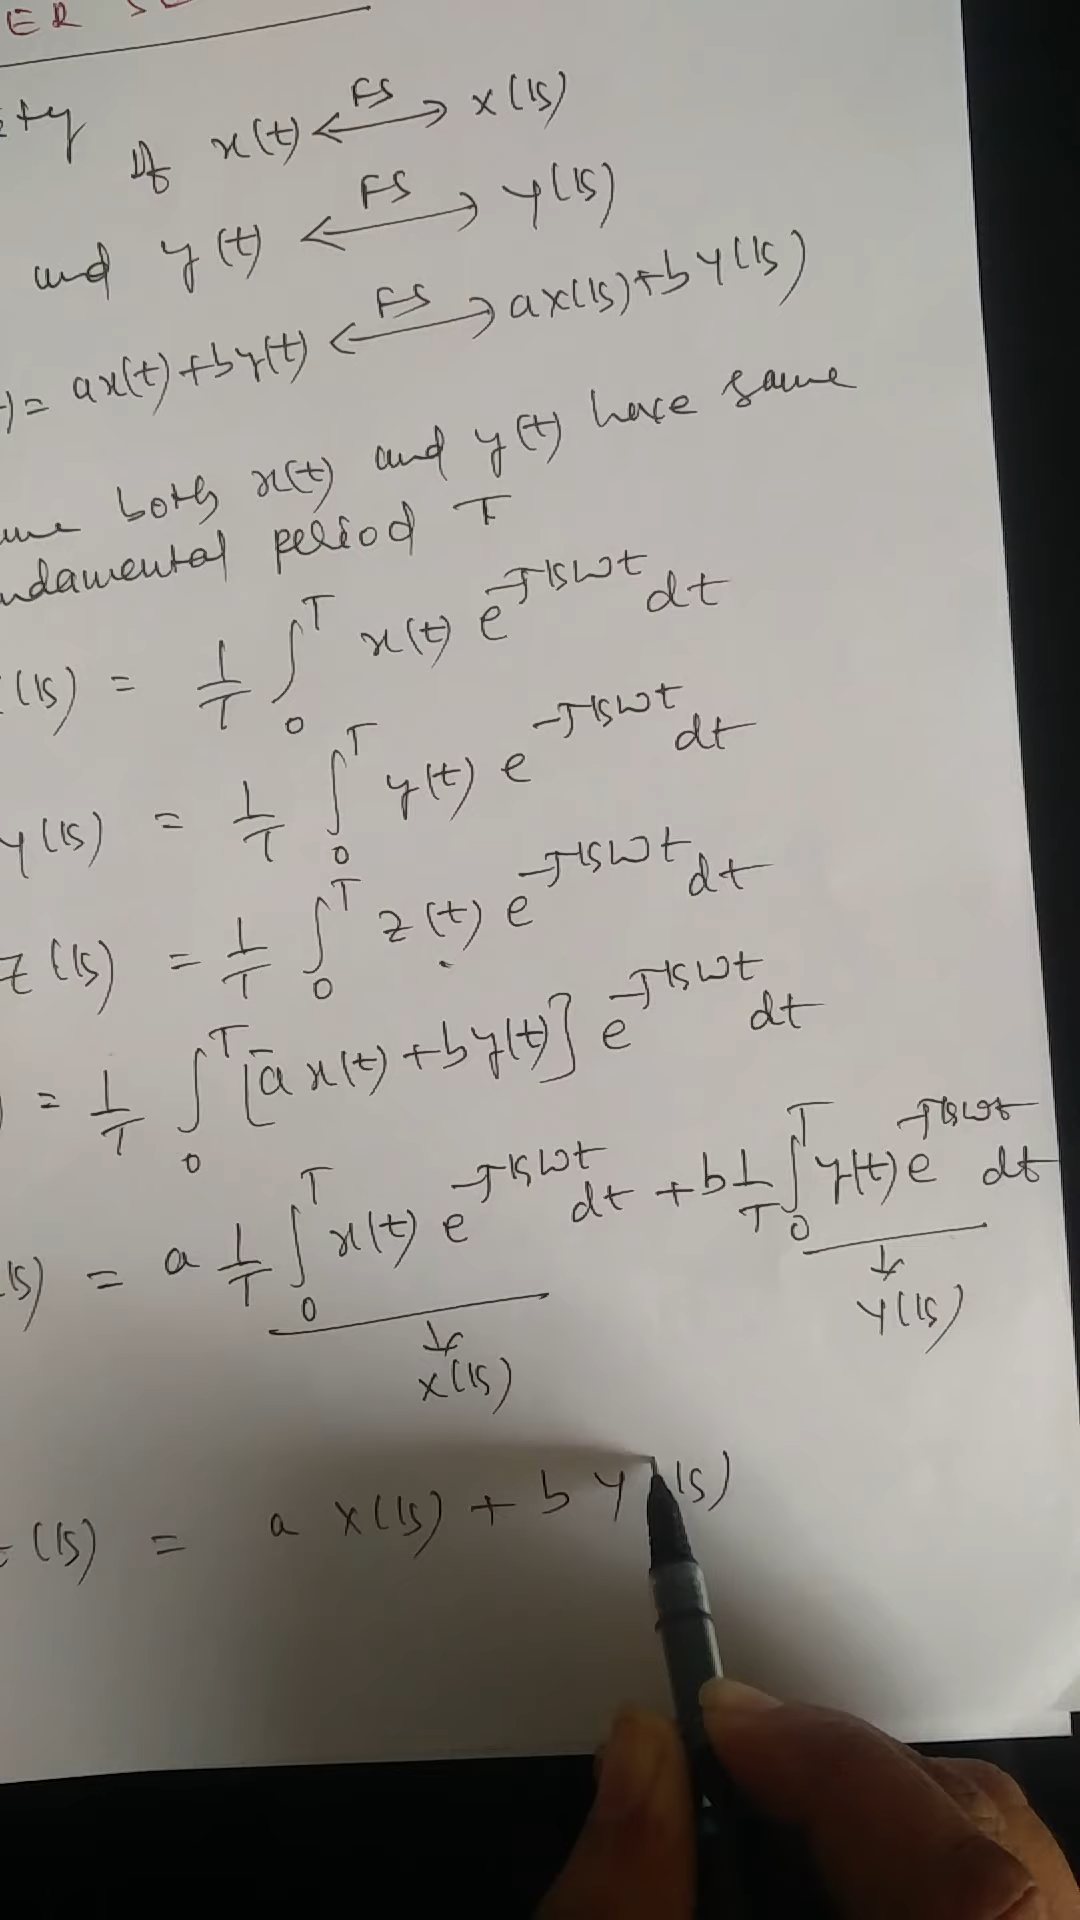 ER
If x(t) <—FS—> X(k)
and y(t) <—FS—> Y(k)
= ax(t)+by(t) <—FS—> aX(k)+bY(k)
both x(t) and y(t) have same
period T
(k) = 1/T ∫₀ᵀ x(t) e^{-jkωt} dt
Y(k) = 1/T ∫₀ᵀ y(t) e^{-jkωt} dt
Z(k) = 1/T ∫₀ᵀ z(t) e^{-jkωt} dt
= 1/T ∫₀ᵀ [a x(t) + b y(t)] e^{-jkωt} dt
(k) = a 1/T ∫₀ᵀ x(t) e^{-jkωt} dt + b 1/T ∫₀ᵀ y(t) e^{-jkωt} dt
↓ X(k) ↓ Y(k)
(k) = a X(k) + b Y(k)